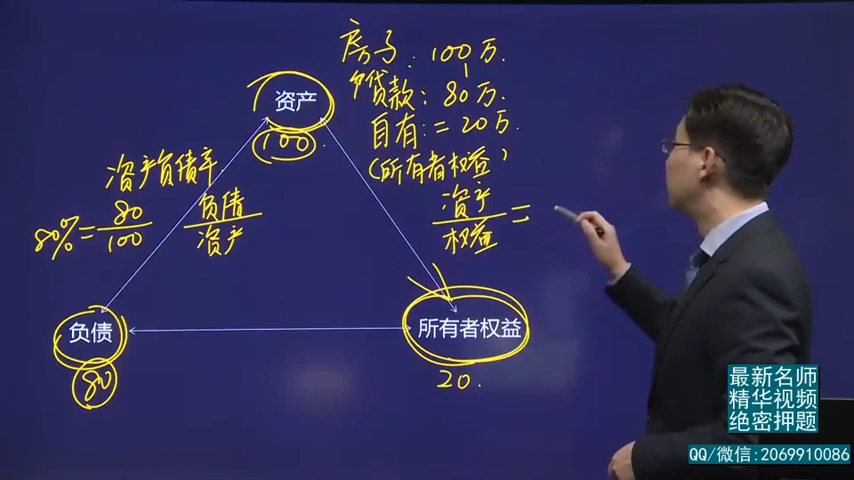 房子: 100万.
贷款: 80万.
自有: = 20万.
(所有者权益)
资产
100
资产负债率
80% = 80/100
负债/资产
资产/权益 =
负债
80
所有者权益
20.
最新名师
精华视频
绝密押题
QQ/微信:2069910086